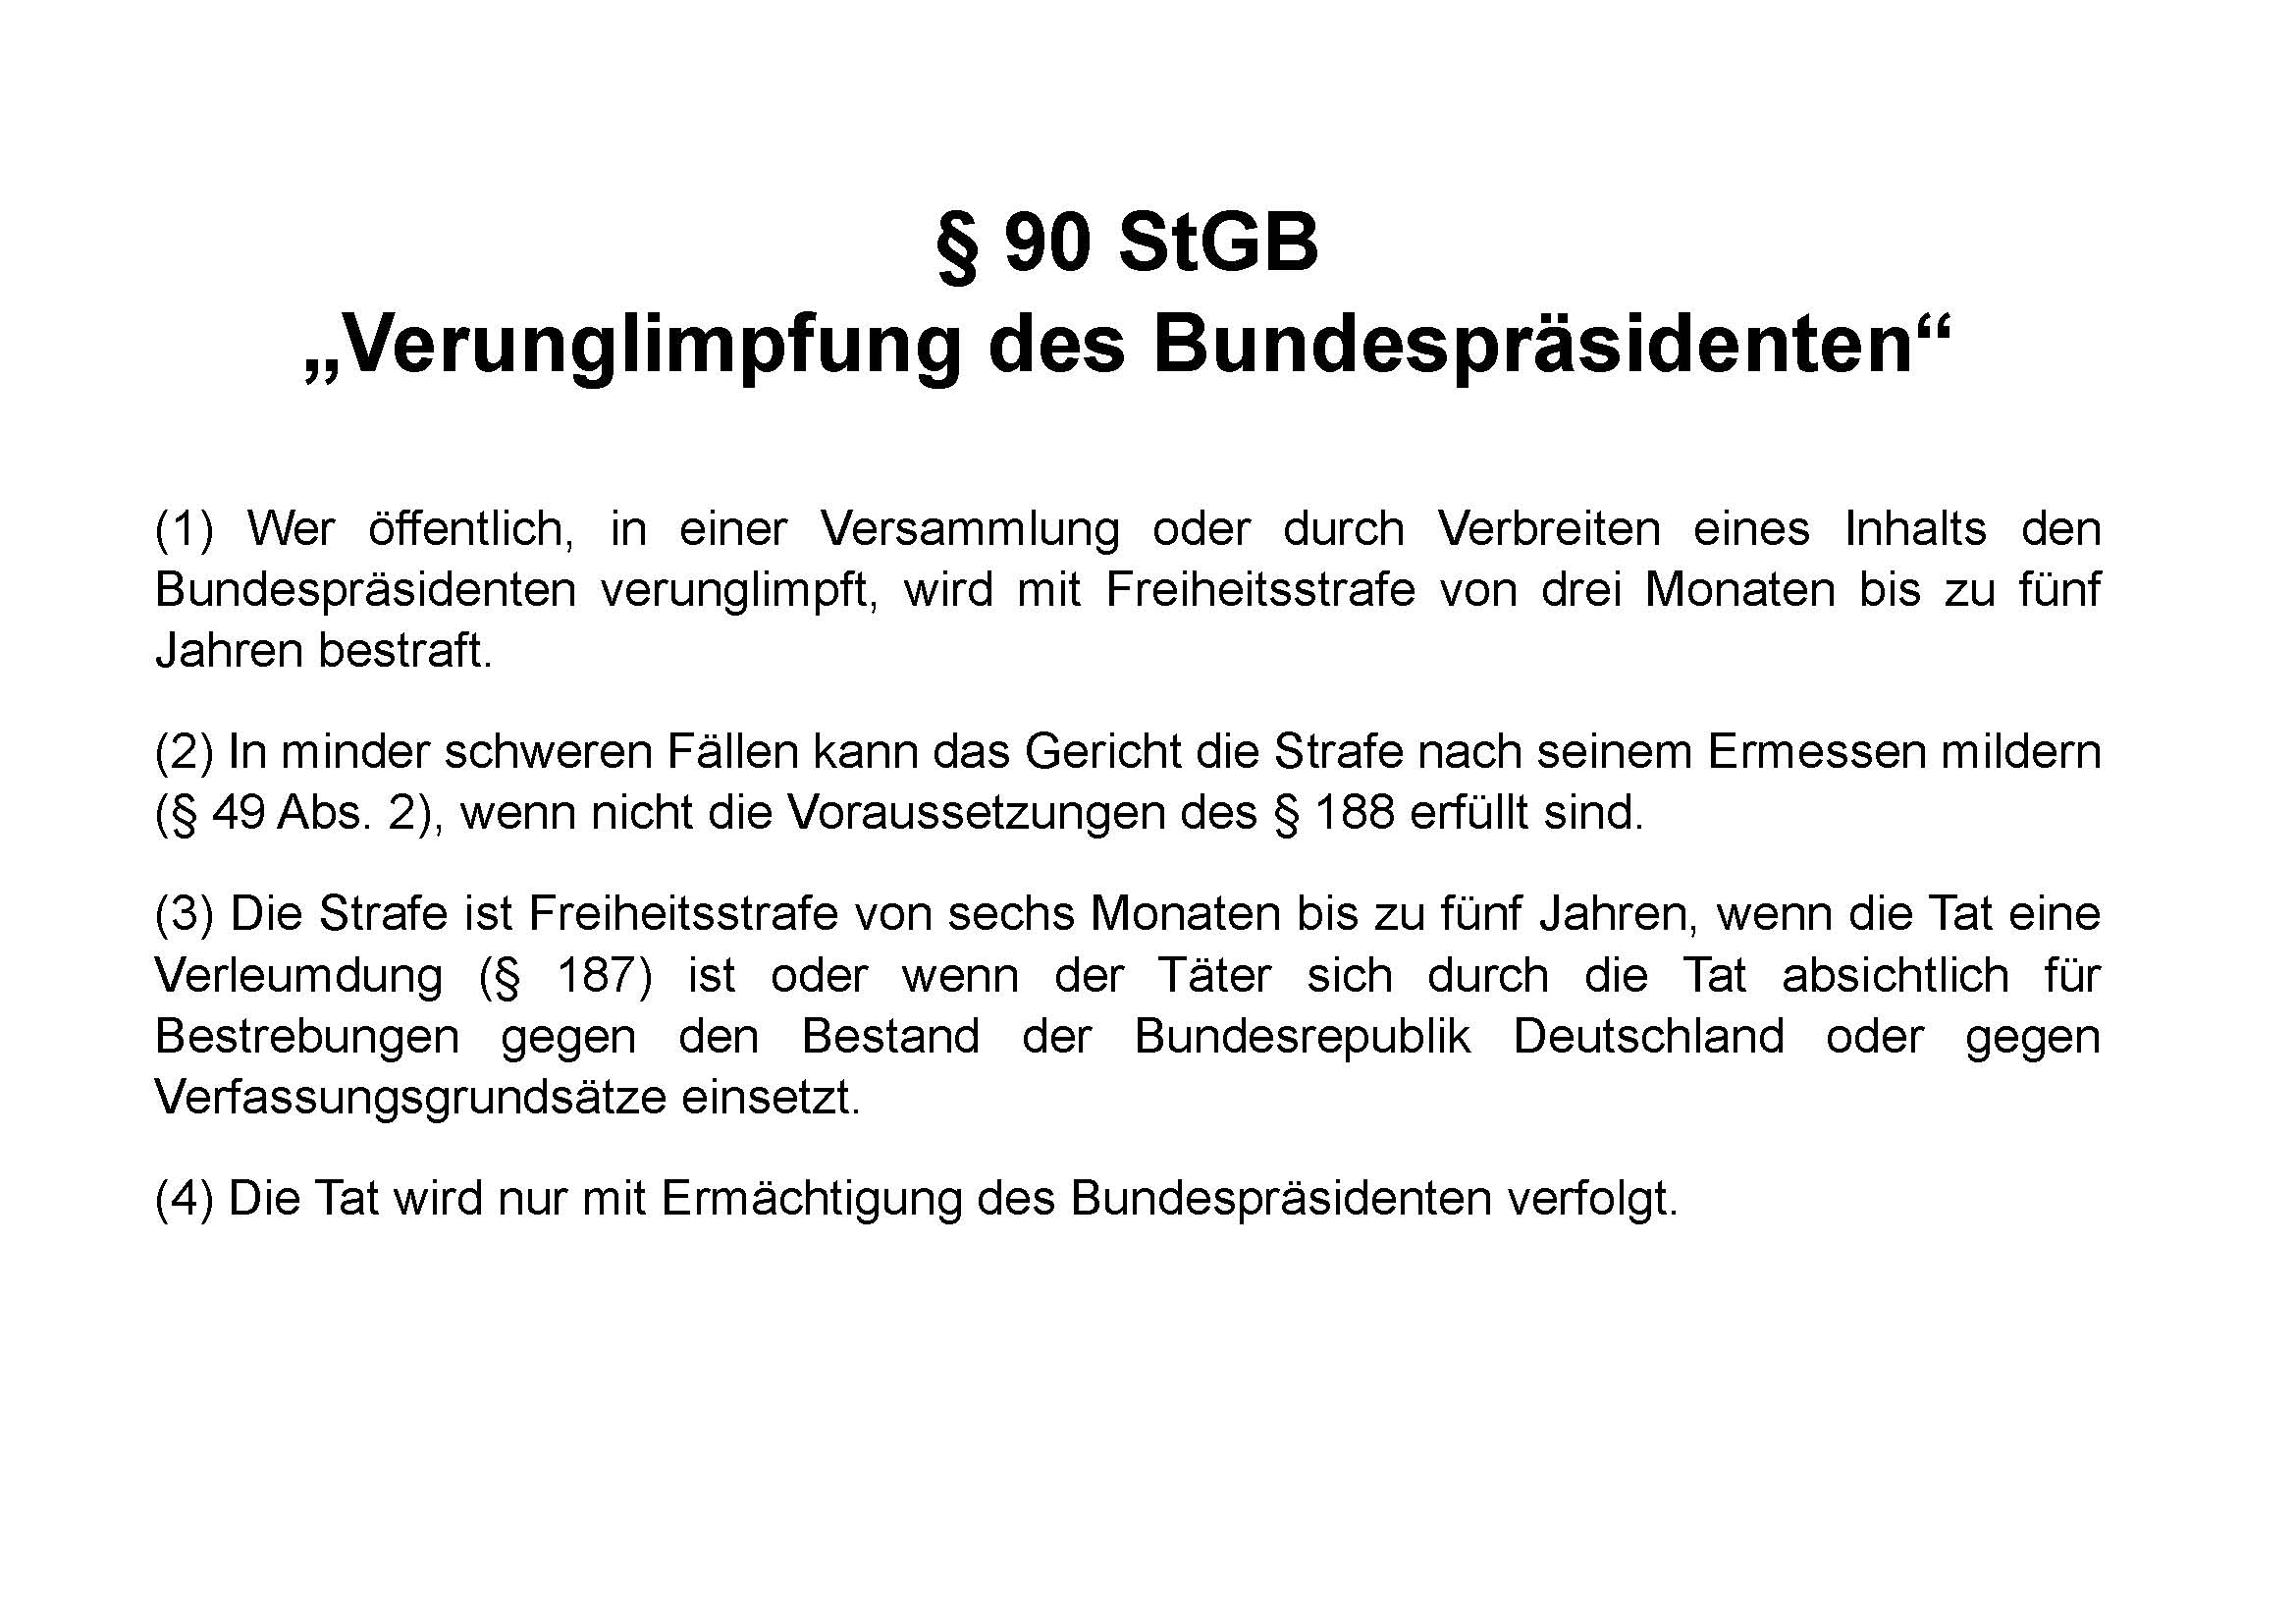 § 90 StGB
„Verunglimpfung des Bundespräsidenten“
(1) Wer öffentlich, in einer Versammlung oder durch Verbreiten eines Inhalts den
Bundespräsidenten verunglimpft, wird mit Freiheitsstrafe von drei Monaten bis zu fünf
Jahren bestraft.
(2) In minder schweren Fällen kann das Gericht die Strafe nach seinem Ermessen mildern
(§ 49 Abs. 2), wenn nicht die Voraussetzungen des § 188 erfüllt sind.
(3) Die Strafe ist Freiheitsstrafe von sechs Monaten bis zu fünf Jahren, wenn die Tat eine
Verleumdung (§ 187) ist oder wenn der Täter sich durch die Tat absichtlich für
Bestrebungen gegen den Bestand der Bundesrepublik Deutschland oder gegen
Verfassungsgrundsätze einsetzt.
(4) Die Tat wird nur mit Ermächtigung des Bundespräsidenten verfolgt.